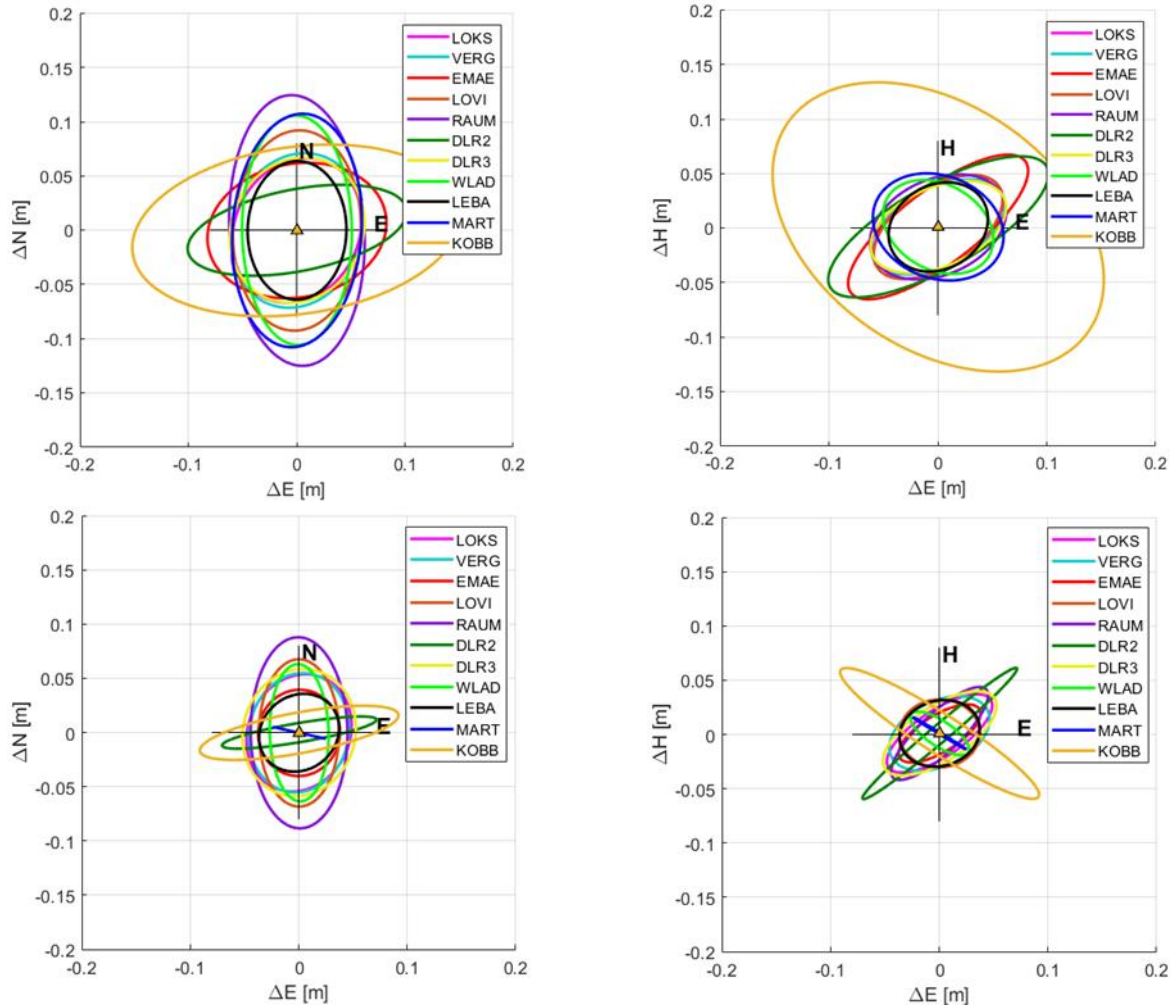 0.2
0.15
0.1
0.05
0
-0.05
-0.1
-0.15
-0.2
ΔN [m]
-0.2 -0.1 0 0.1 0.2
ΔE [m]
N
E
LOKS
VERG
EMAE
LOVI
RAUM
DLR2
DLR3
WLAD
LEBA
MART
KOBB
0.2
0.15
0.1
0.05
0
-0.05
-0.1
-0.15
-0.2
ΔH [m]
-0.2 -0.1 0 0.1 0.2
ΔE [m]
H
E
LOKS
VERG
EMAE
LOVI
RAUM
DLR2
DLR3
WLAD
LEBA
MART
KOBB
0.2
0.15
0.1
0.05
0
-0.05
-0.1
-0.15
-0.2
ΔN [m]
-0.2 -0.1 0 0.1 0.2
ΔE [m]
N
E
LOKS
VERG
EMAE
LOVI
RAUM
DLR2
DLR3
WLAD
LEBA
MART
KOBB
0.2
0.15
0.1
0.05
0
-0.05
-0.1
-0.15
-0.2
ΔH [m]
-0.2 -0.1 0 0.1 0.2
ΔE [m]
H
E
LOKS
VERG
EMAE
LOVI
RAUM
DLR2
DLR3
WLAD
LEBA
MART
KOBB